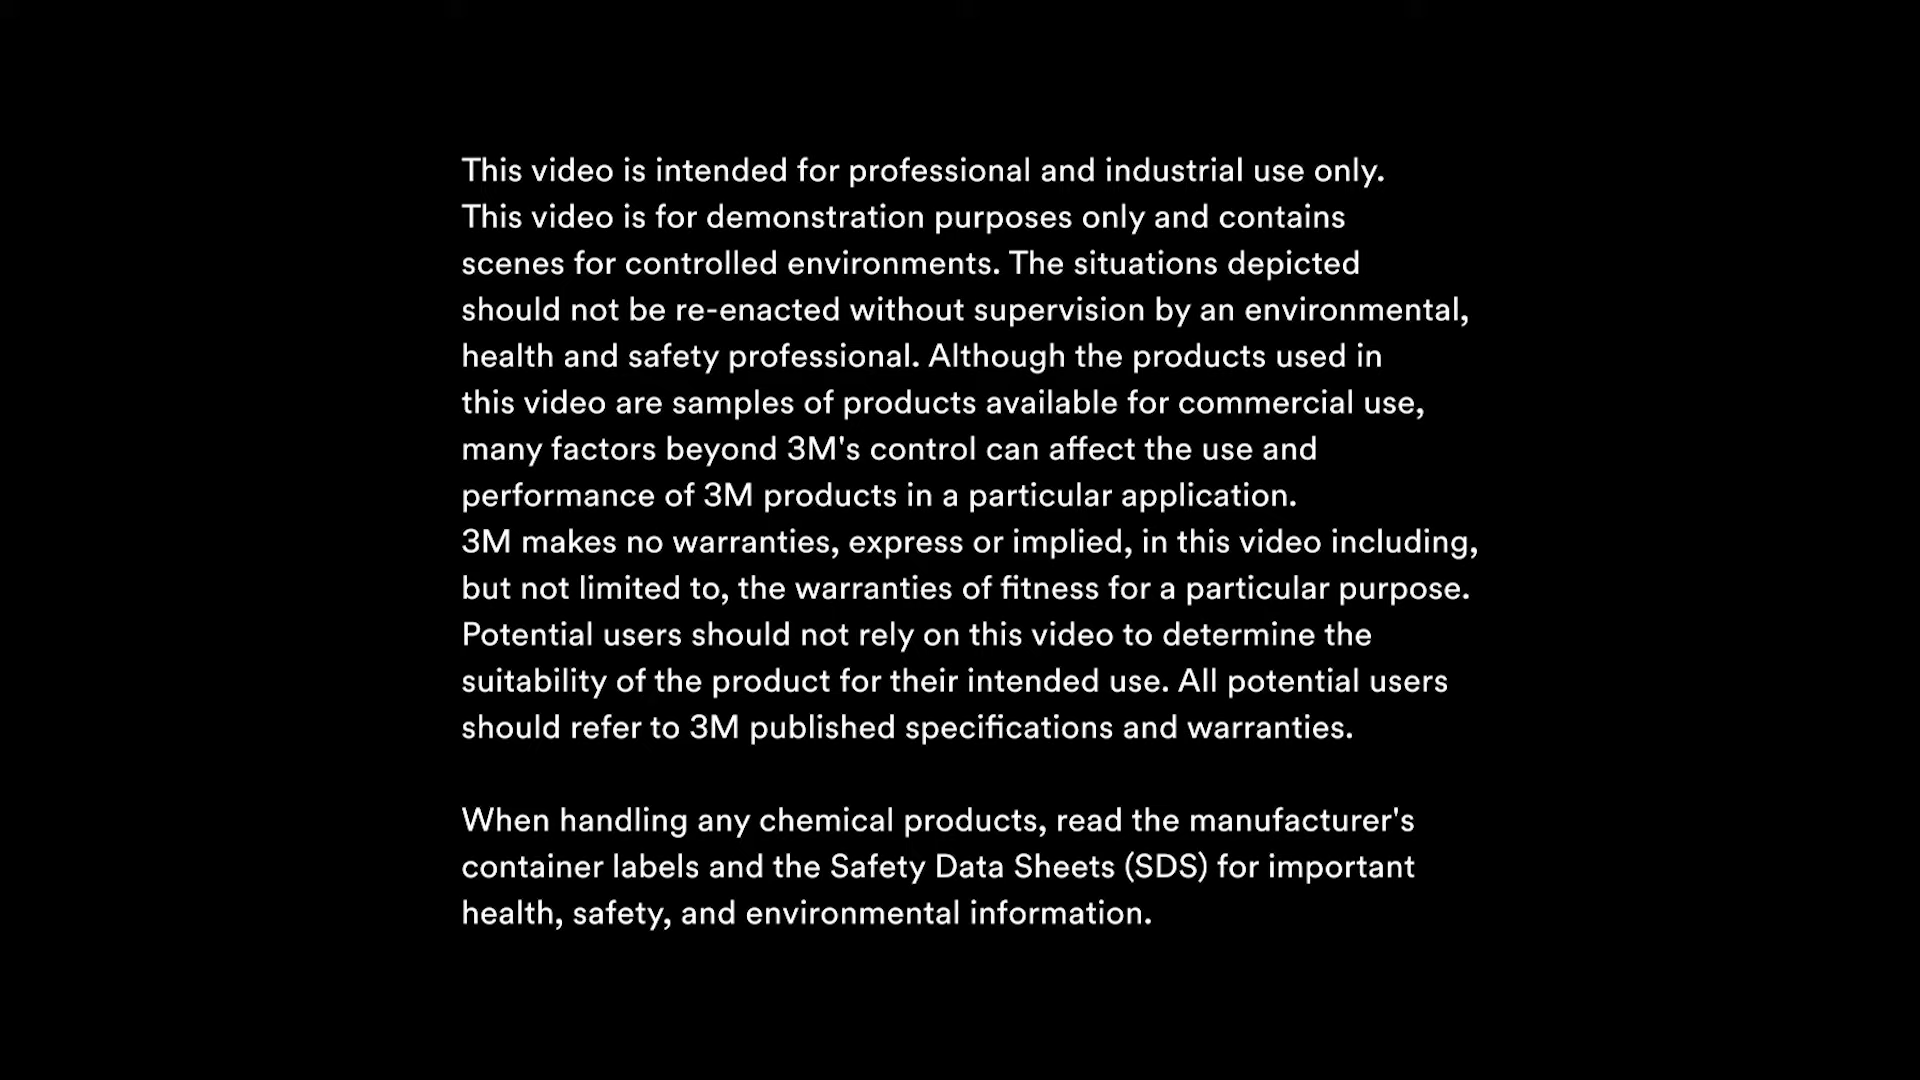 This video is intended for professional and industrial use only.
This video is for demonstration purposes only and contains
scenes for controlled environments. The situations depicted
should not be re-enacted without supervision by an environmental,
health and safety professional. Although the products used in
this video are samples of products available for commercial use,
many factors beyond 3M's control can affect the use and
performance of 3M products in a particular application.
3M makes no warranties, express or implied, in this video including,
but not limited to, the warranties of fitness for a particular purpose.
Potential users should not rely on this video to determine the
suitability of the product for their intended use. All potential users
should refer to 3M published specifications and warranties.
When handling any chemical products, read the manufacturer's
container labels and the Safety Data Sheets (SDS) for important
health, safety, and environmental information.